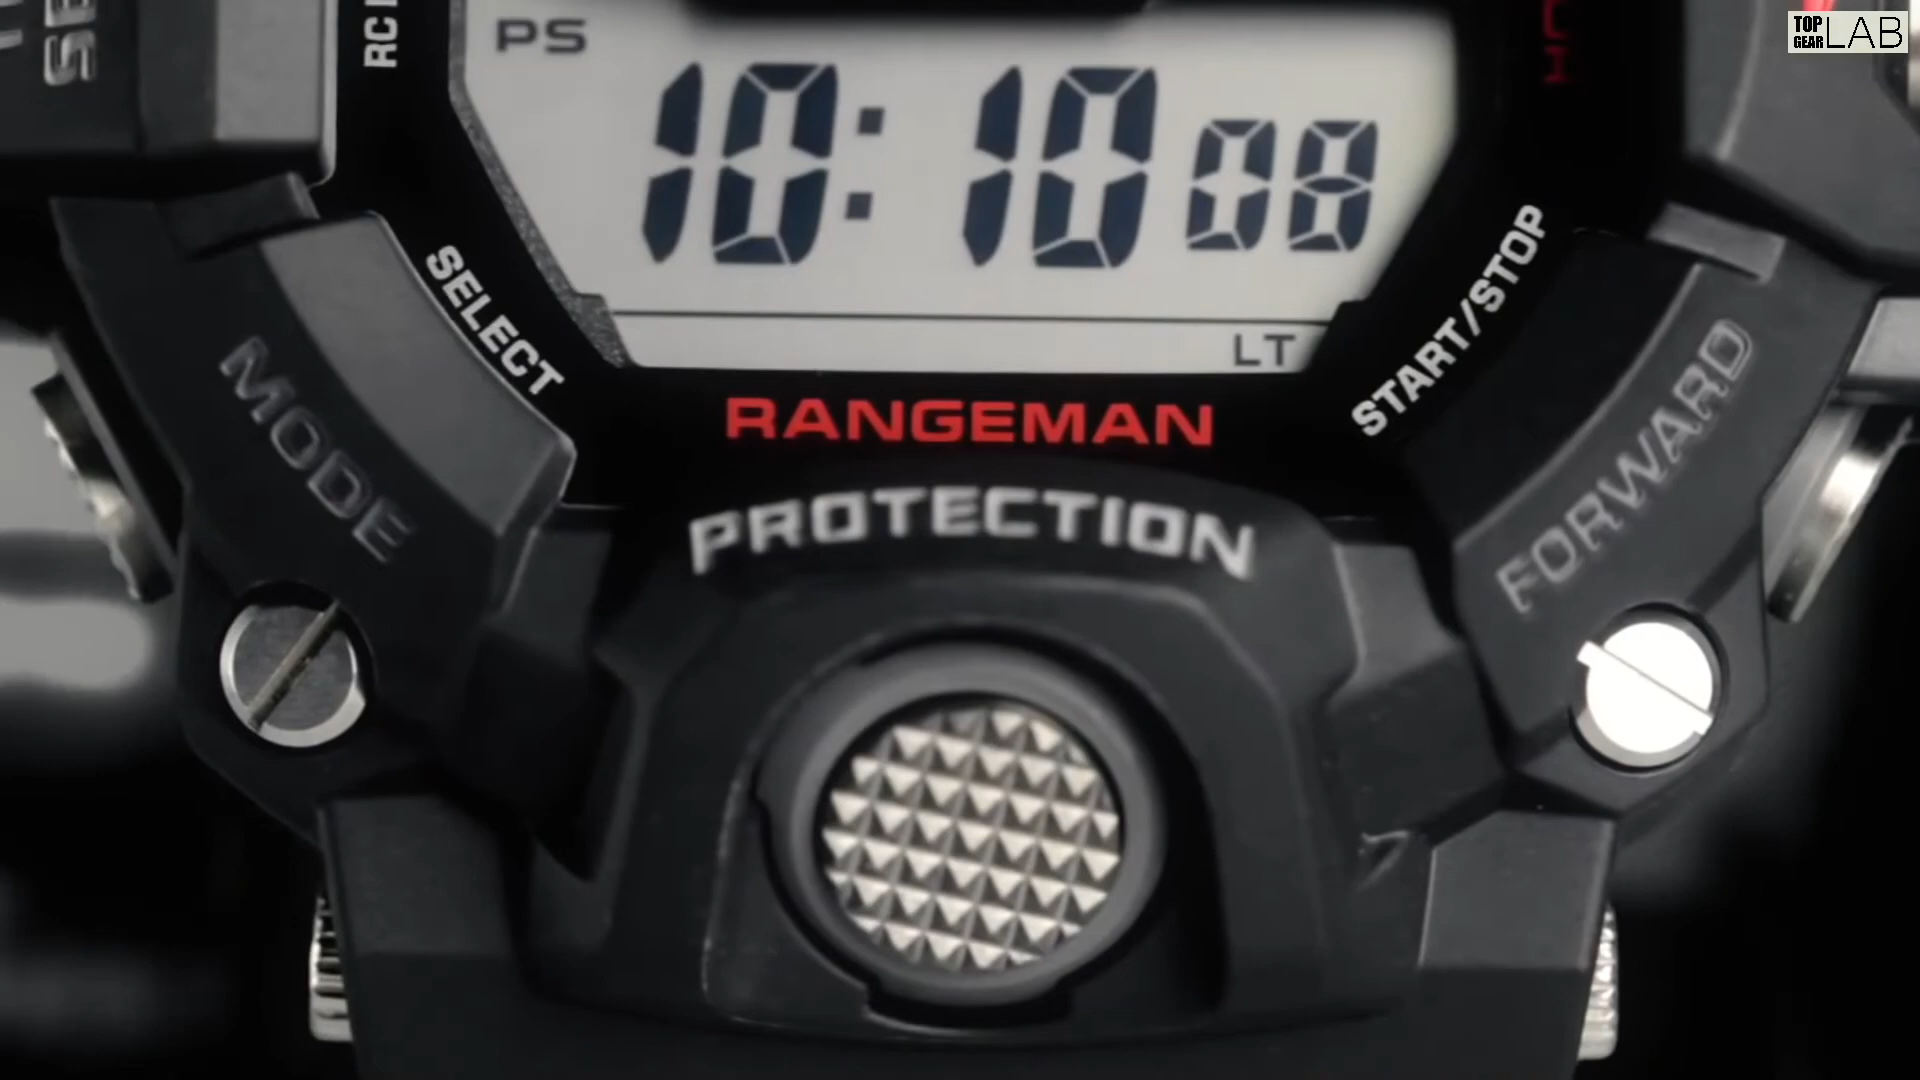 TOP GEAR LAB
PS
10:10 08
LT
SELECT
START/STOP
MODE
FORWARD
RANGEMAN
PROTECTION